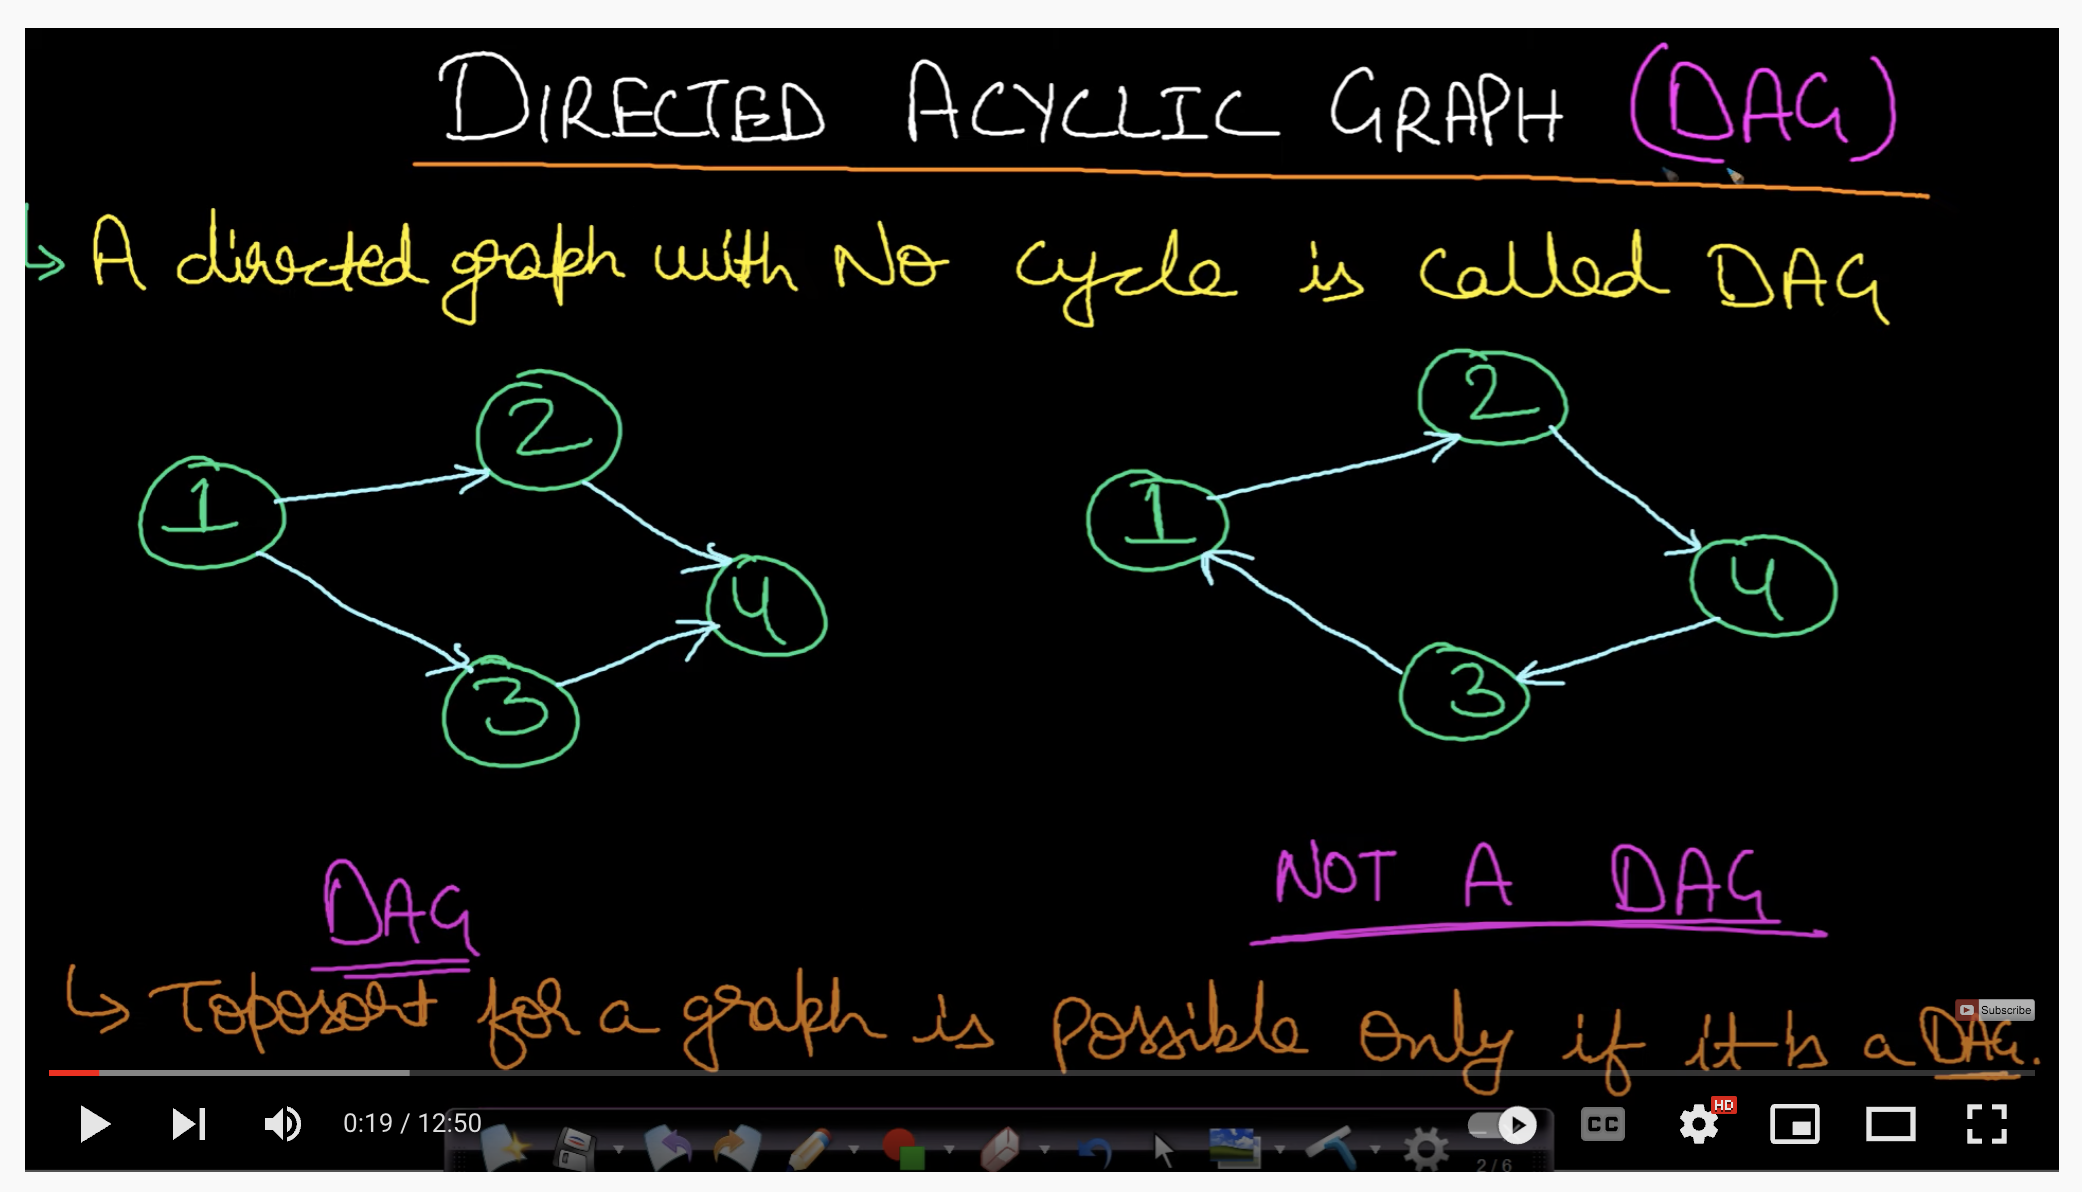 DIRECTED ACYCLIC GRAPH (DAG)
↳ A directed graph with NO cycle is called DAG
2
2
1
1
4
4
3
3
NOT A DAG
DAG
↳ Toposort for a graph is possible only if it is a DAG.
Subscribe
HD
0:19 / 12:50
CC
2 / 6